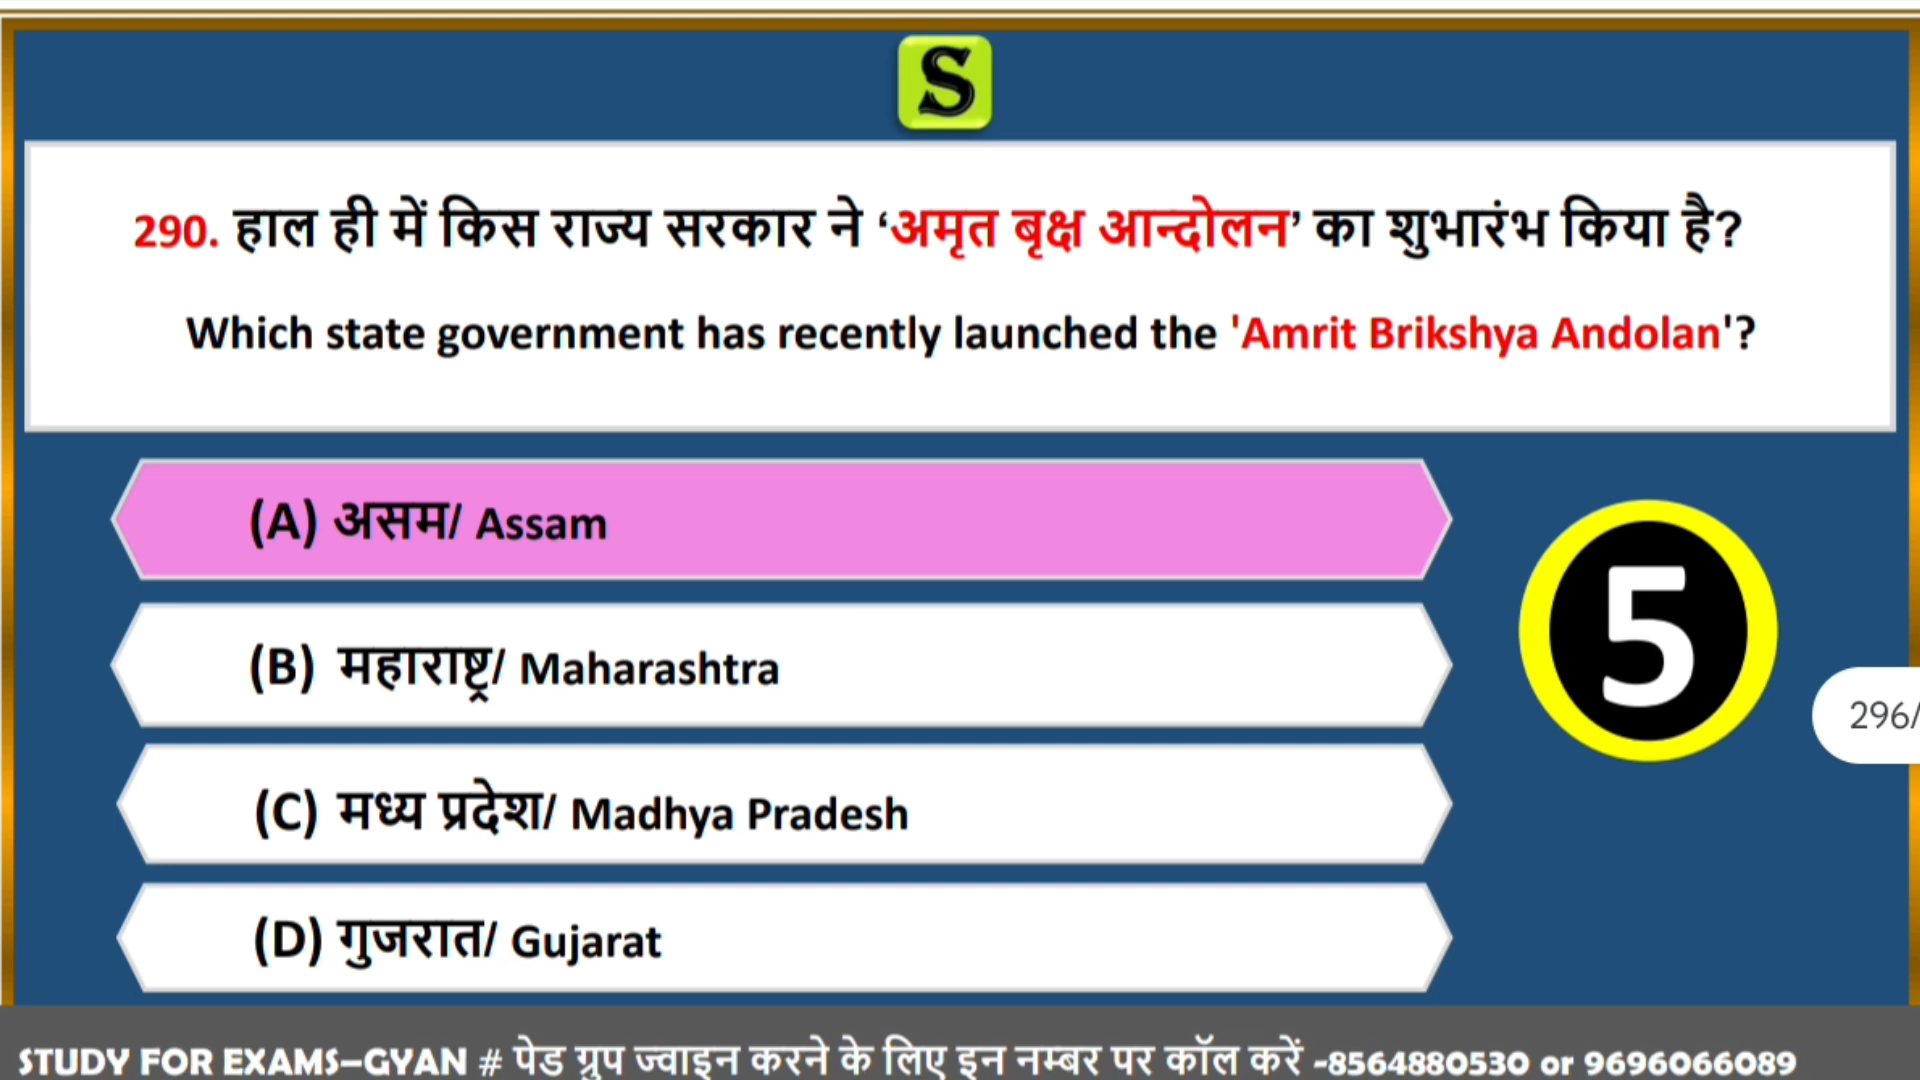 S
290. हाल ही में किस राज्य सरकार ने ‘अमृत बृक्ष आन्दोलन’ का शुभारंभ किया है?
Which state government has recently launched the 'Amrit Brikshya Andolan'?
(A) असम/ Assam
(B) महाराष्ट्र/ Maharashtra
5
296/
(C) मध्य प्रदेश/ Madhya Pradesh
(D) गुजरात/ Gujarat
STUDY FOR EXAMS–GYAN # पेड ग्रुप ज्वाइन करने के लिए इन नम्बर पर कॉल करें -8564880530 or 9696066089